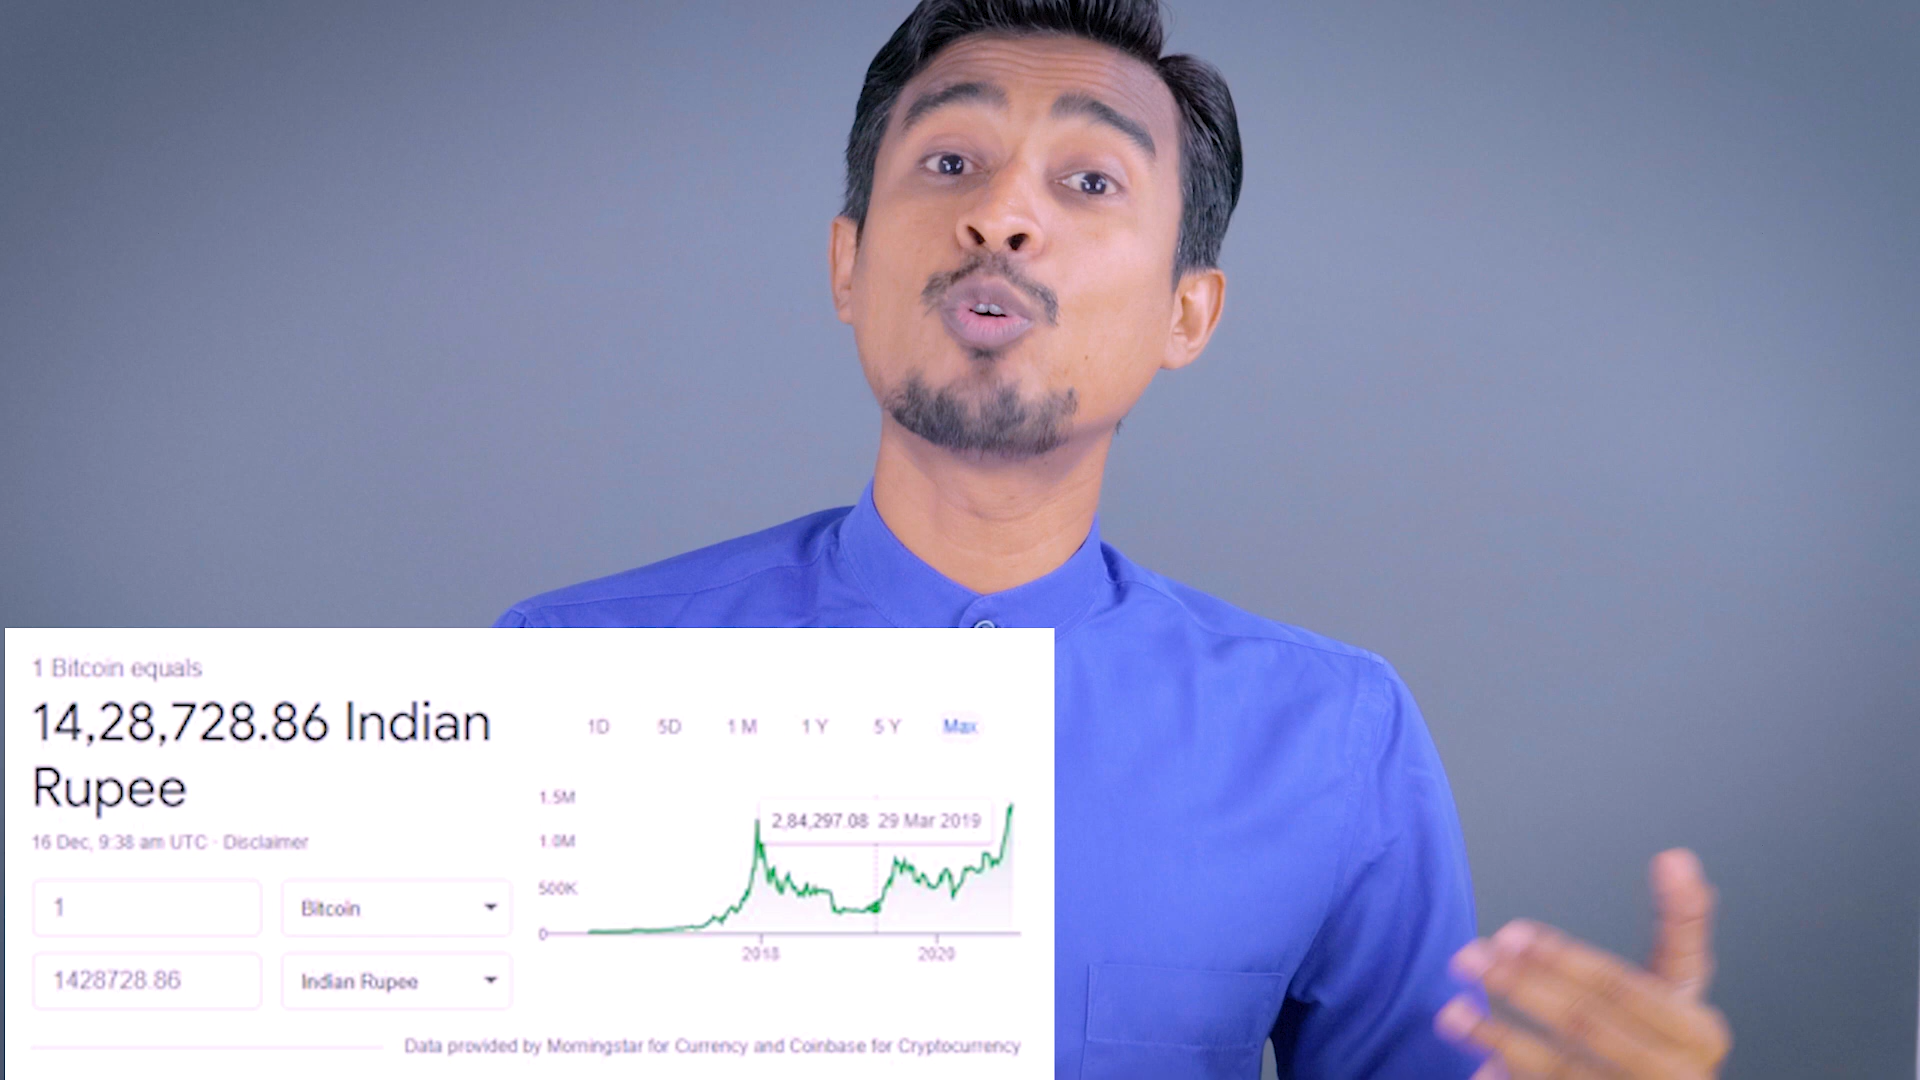 1 Bitcoin equals
14,28,728.86 Indian
Rupee
16 Dec, 9:38 am UTC · Disclaimer
1
Bitcoin
1428728.86
Indian Rupee
1D 5D 1M 1Y 5Y Max
1.5M
1.0M
500K
0
2,84,297.08 29 Mar 2019
2018 2020
Data provided by Morningstar for Currency and Coinbase for Cryptocurrency